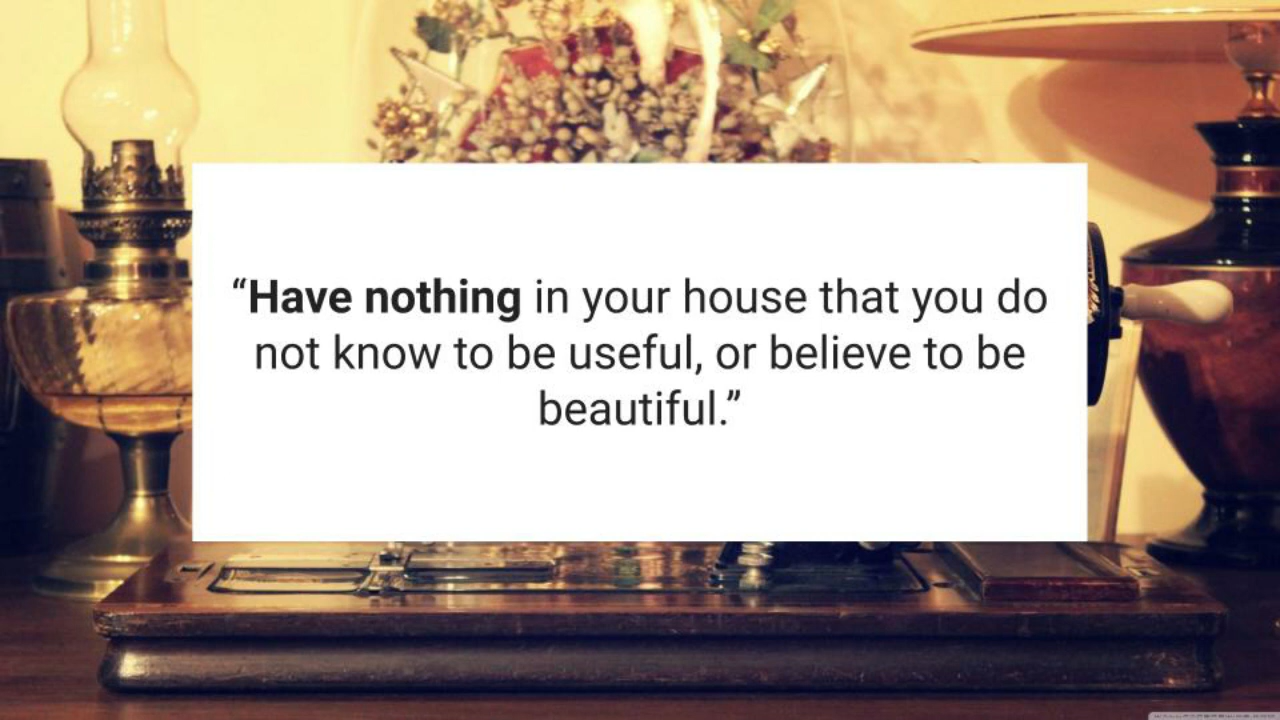 “Have nothing in your house that you do
not know to be useful, or believe to be
beautiful.”